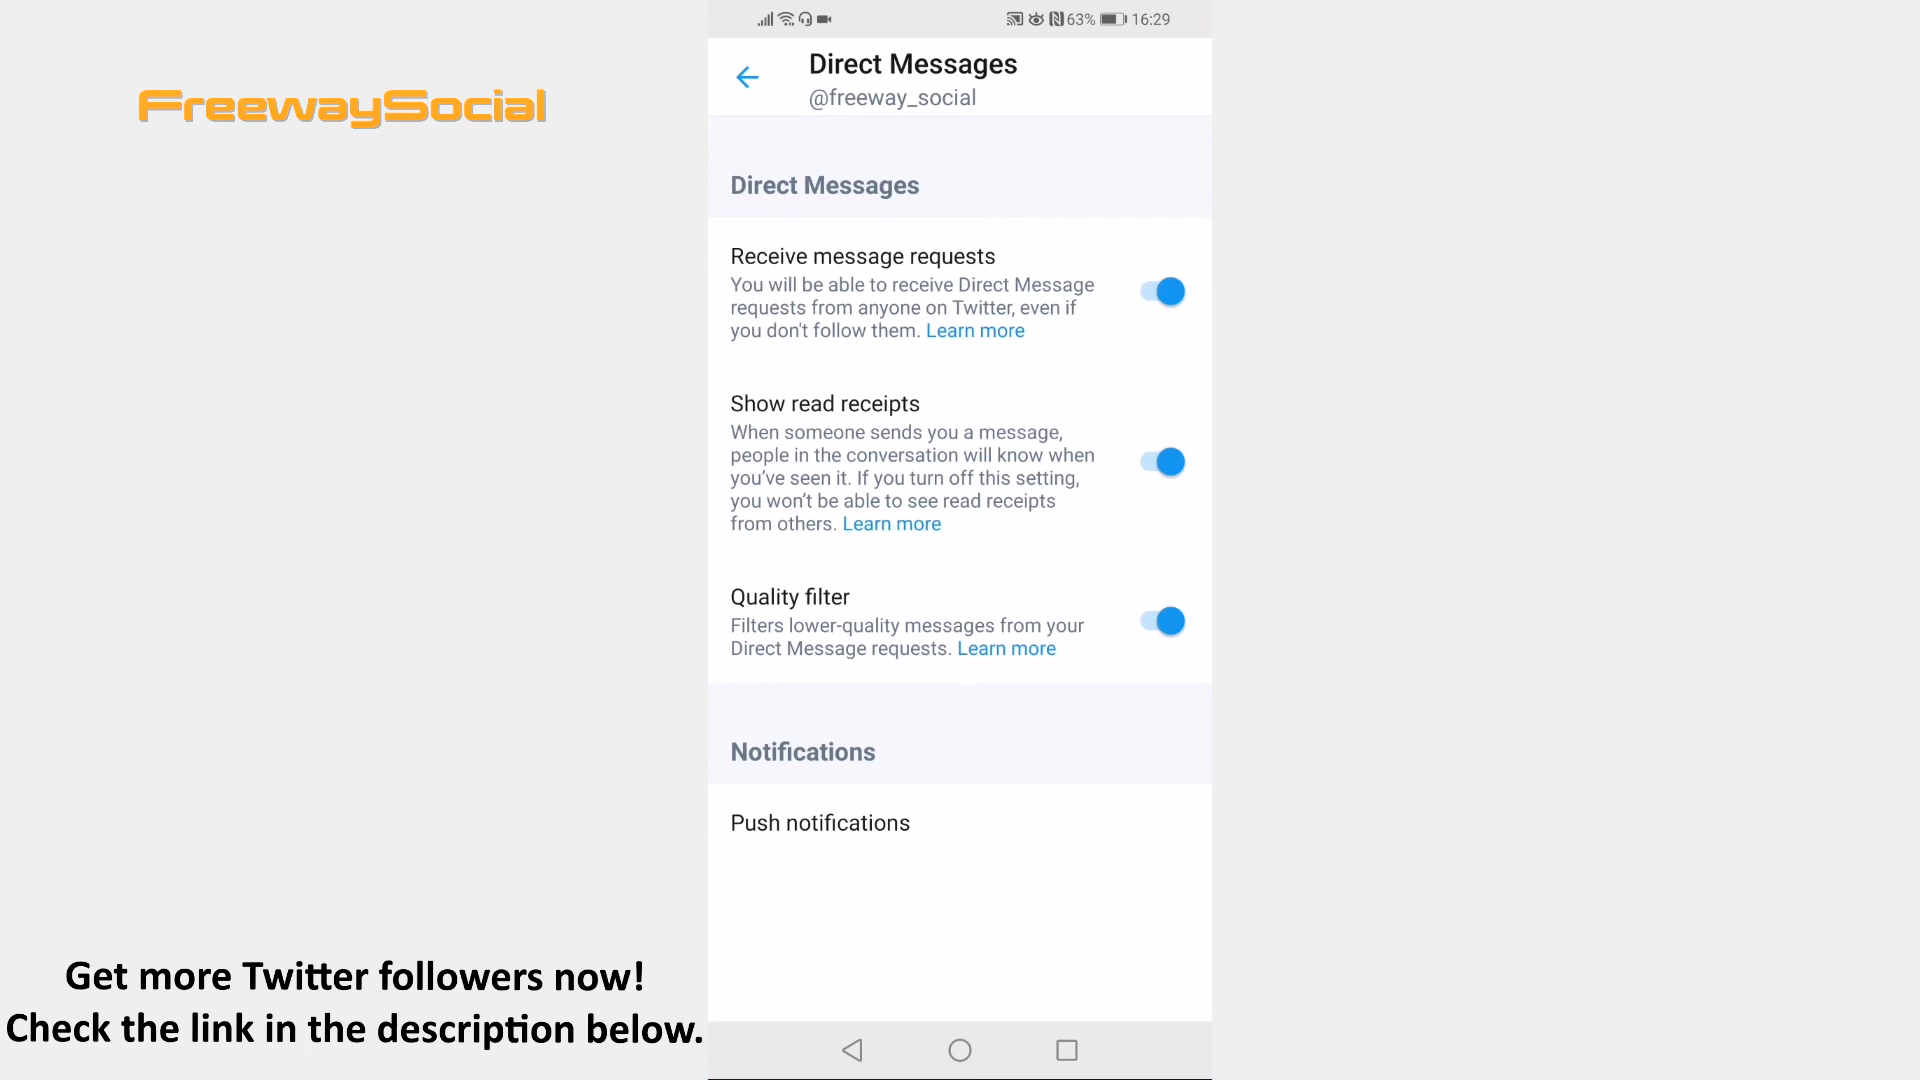 FreewaySocial
63% 16:29
Direct Messages
@freeway_social
Direct Messages
Receive message requests
You will be able to receive Direct Message
requests from anyone on Twitter, even if
you don't follow them. Learn more
Show read receipts
When someone sends you a message,
people in the conversation will know when
you’ve seen it. If you turn off this setting,
you won’t be able to see read receipts
from others. Learn more
Quality filter
Filters lower-quality messages from your
Direct Message requests. Learn more
Notifications
Push notifications
Get more Twitter followers now!
Check the link in the description below.